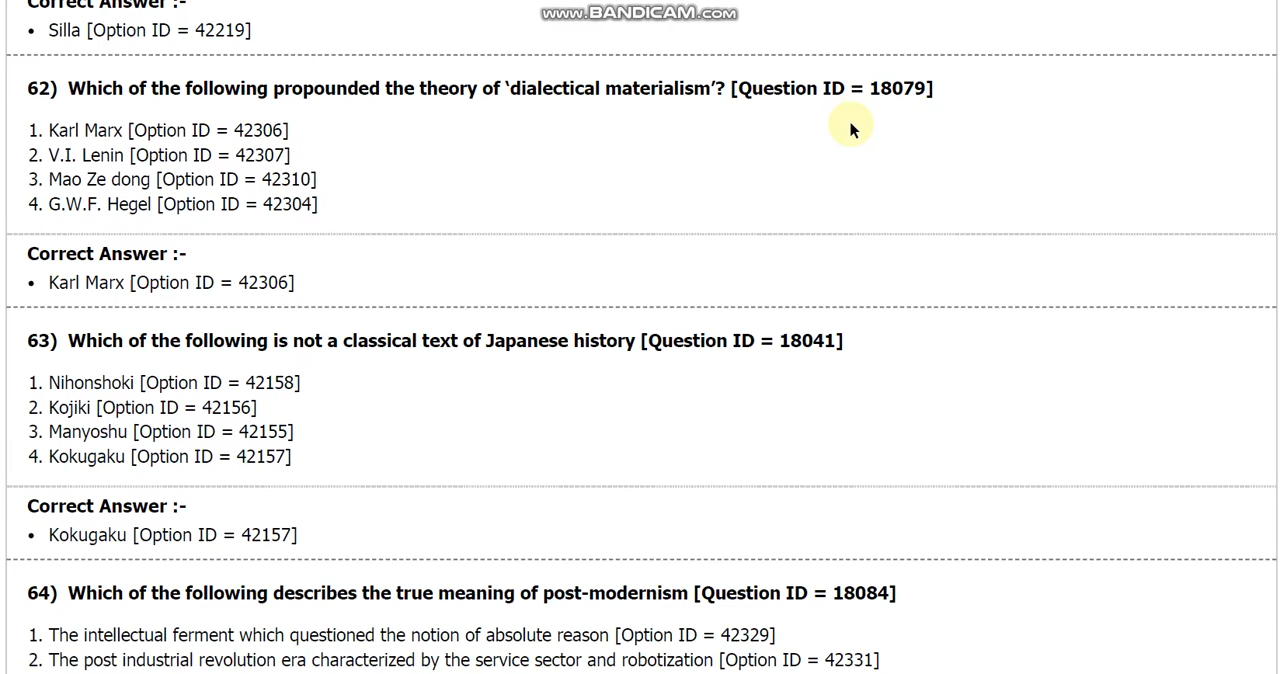 Correct Answer :-
www.BANDICAM.com
• Silla [Option ID = 42219]
62) Which of the following propounded the theory of ‘dialectical materialism’? [Question ID = 18079]
1. Karl Marx [Option ID = 42306]
2. V.I. Lenin [Option ID = 42307]
3. Mao Ze dong [Option ID = 42310]
4. G.W.F. Hegel [Option ID = 42304]
Correct Answer :-
• Karl Marx [Option ID = 42306]
63) Which of the following is not a classical text of Japanese history [Question ID = 18041]
1. Nihonshoki [Option ID = 42158]
2. Kojiki [Option ID = 42156]
3. Manyoshu [Option ID = 42155]
4. Kokugaku [Option ID = 42157]
Correct Answer :-
• Kokugaku [Option ID = 42157]
64) Which of the following describes the true meaning of post-modernism [Question ID = 18084]
1. The intellectual ferment which questioned the notion of absolute reason [Option ID = 42329]
2. The post industrial revolution era characterized by the service sector and robotization [Option ID = 42331]